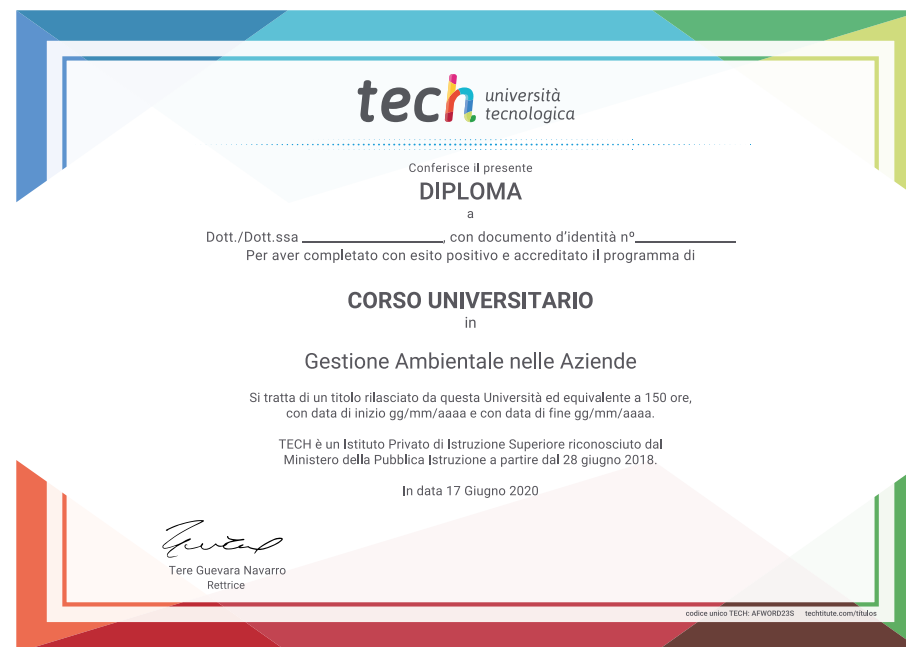 tech università
tecnologica
Conferisce il presente
DIPLOMA
a
Dott./Dott.ssa ____________________, con documento d'identità nº______________
Per aver completato con esito positivo e accreditato il programma di
CORSO UNIVERSITARIO
in
Gestione Ambientale nelle Aziende
Si tratta di un titolo rilasciato da questa Università ed equivalente a 150 ore,
con data di inizio gg/mm/aaaa e con data di fine gg/mm/aaaa.
TECH è un Istituto Privato di Istruzione Superiore riconosciuto dal
Ministero della Pubblica Istruzione a partire dal 28 giugno 2018.
In data 17 Giugno 2020
Tere Guevara Navarro
Rettrice
codice unico TECH: AFWORD23S techtitute.com/títulos